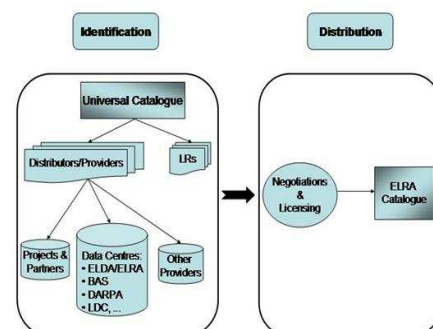 Identification
Distribution
Universal Catalogue
Distributors/Providers
LRs
Negotiations
&
Licensing
ELRA
Catalogue
Projects &
Partners
Data Centres:
• ELDA/ELRA
• BAS
• DARPA
• LDC, ...
Other
Providers